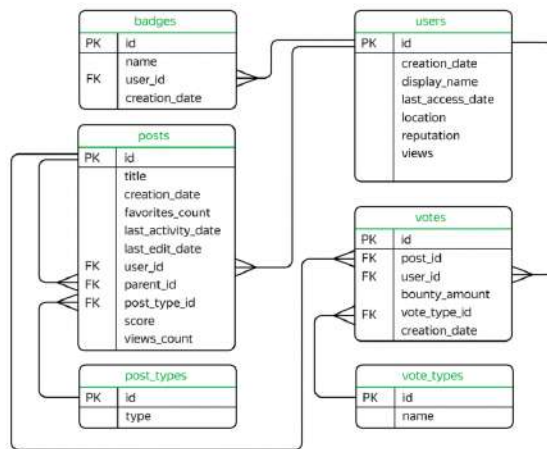 badges
PK id
name
FK user_id
creation_date
users
PK id
creation_date
display_name
last_access_date
location
reputation
views
posts
PK id
title
creation_date
favorites_count
last_activity_date
last_edit_date
FK user_id
FK parent_id
FK post_type_id
score
views_count
votes
PK id
FK post_id
FK user_id
bounty_amount
FK vote_type_id
creation_date
post_types
PK id
type
vote_types
PK id
name